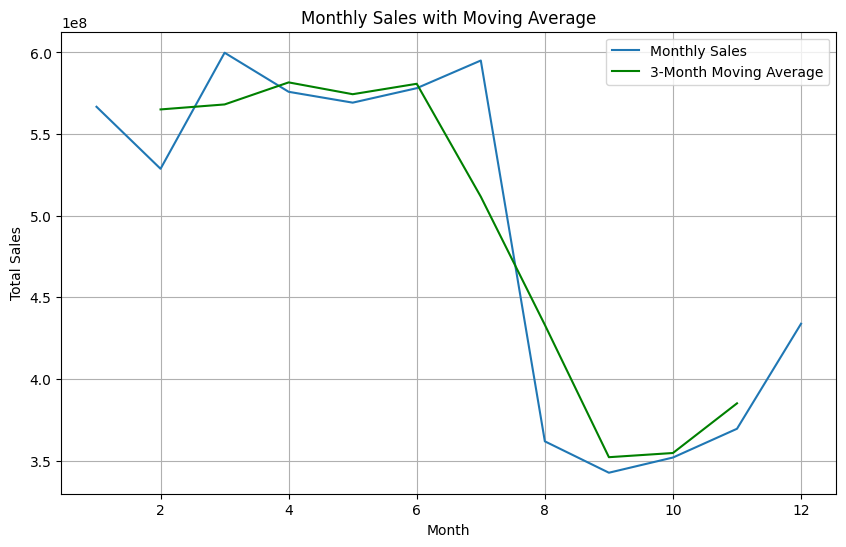 Monthly Sales with Moving Average
1e8
Monthly Sales
3-Month Moving Average
6.0
5.5
5.0
4.5
4.0
3.5
Total Sales
2 4 6 8 10 12
Month